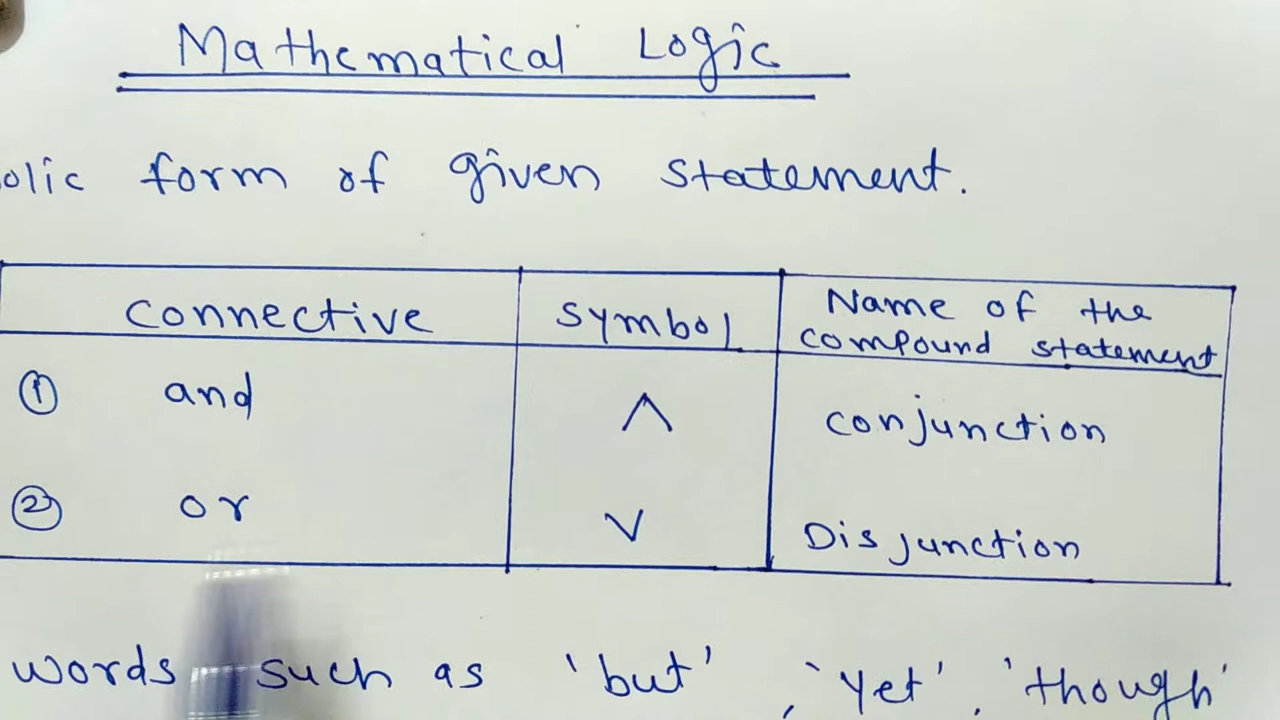 Mathematical Logic
olic form of given statement.
Connective Symbol Name of the compound statement
① and ∧ conjunction
② or ∨ Disjunction
words such as 'but', 'yet', 'though'